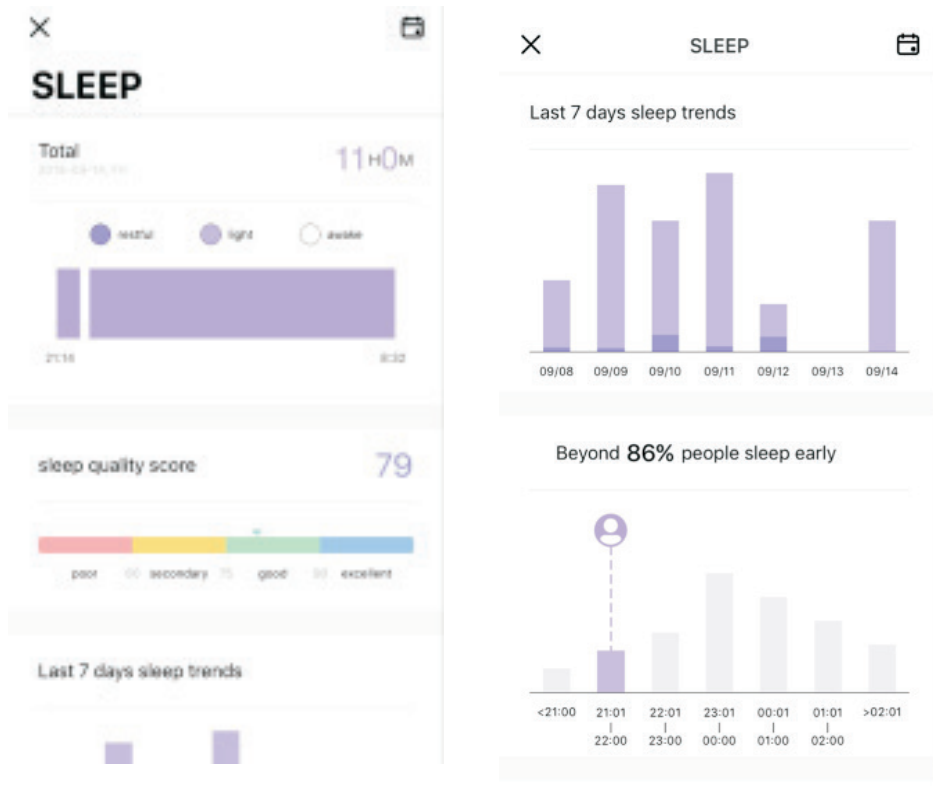 SLEEP
Total
11H0M
restful light awake
21:14 8:32
sleep quality score
79
poor 60 secondary 75 good 90 excellent
Last 7 days sleep trends
SLEEP
Last 7 days sleep trends
09/08 09/09 09/10 09/11 09/12 09/13 09/14
Beyond 86% people sleep early
<21:00 21:01 22:01 23:01 00:01 01:01 >02:01
22:00 23:00 00:00 01:00 02:00